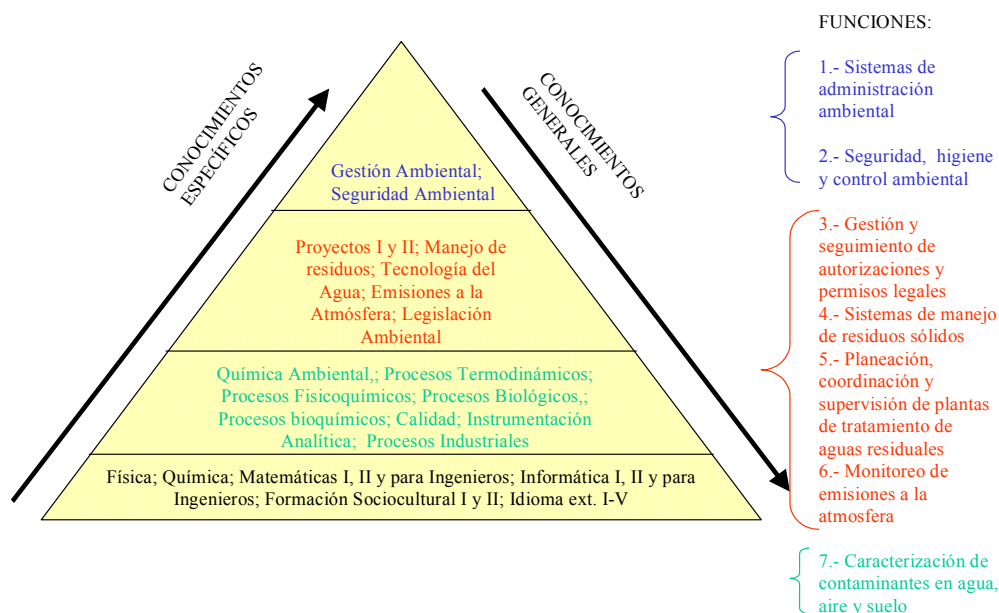 CONOCIMIENTOS
ESPECÍFICOS
CONOCIMIENTOS
GENERALES
Gestión Ambiental;
Seguridad Ambiental
Proyectos I y II; Manejo de
residuos; Tecnología del
Agua; Emisiones a la
Atmósfera; Legislación
Ambiental
Química Ambiental,; Procesos Termodinámicos;
Procesos Fisicoquímicos; Procesos Biológicos,;
Procesos bioquímicos; Calidad; Instrumentación
Analítica; Procesos Industriales
Física; Química; Matemáticas I, II y para Ingenieros; Informática I, II y para
Ingenieros; Formación Sociocultural I y II; Idioma ext. I-V
FUNCIONES:
1.- Sistemas de
administración
ambiental
2.- Seguridad, higiene
y control ambiental
3.- Gestión y
seguimiento de
autorizaciones y
permisos legales
4.- Sistemas de manejo
de residuos sólidos
5.- Planeación,
coordinación y
supervisión de plantas
de tratamiento de
aguas residuales
6.- Monitoreo de
emisiones a la
atmosfera
7.- Caracterización de
contaminantes en agua,
aire y suelo